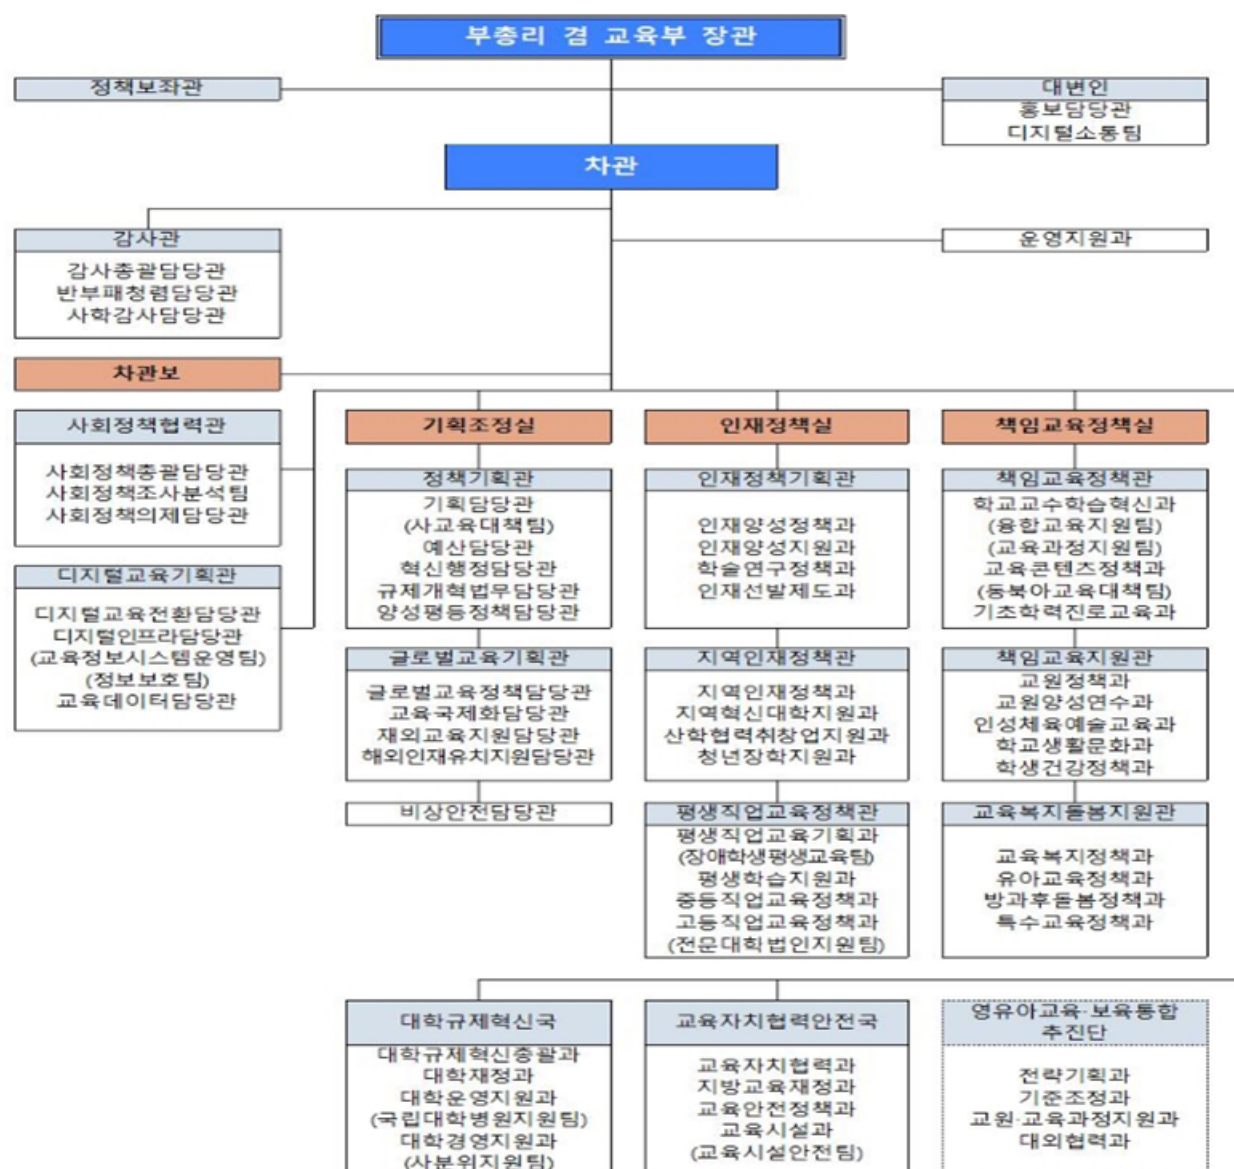 부총리 겸 교육부 장관
정책보좌관
대변인
홍보담당관
디지털소통팀
차관
감사관
감사총괄담당관
반부패청렴담당관
사학감사담당관
운영지원과
차관보
사회정책협력관
사회정책총괄담당관
사회정책조사분석팀
사회정책의제담당관
디지털교육기획관
디지털교육전환담당관
디지털인프라담당관
(교육정보시스템운영팀)
(정보보호팀)
교육데이터담당관
기획조정실
정책기획관
기획담당관
(사교육대책팀)
예산담당관
혁신행정담당관
규제개혁법무담당관
양성평등정책담당관
글로벌교육기획관
글로벌교육정책담당관
교육국제화담당관
재외교육지원담당관
해외인재유치지원담당관
비상안전담당관
인재정책실
인재정책기획관
인재양성정책과
인재양성지원과
학술연구정책과
인재선발제도과
지역인재정책관
지역인재정책과
지역혁신대학지원과
산학협력취창업지원과
청년장학지원과
평생직업교육정책관
평생직업교육기획과
(장애학생평생교육팀)
평생학습지원과
중등직업교육정책과
고등직업교육정책과
(전문대학법인지원팀)
책임교육정책실
책임교육정책관
학교교수학습혁신과
(융합교육지원팀)
(교육과정지원팀)
교육콘텐츠정책과
(동북아교육대책팀)
기초학력진로교육과
책임교육지원관
교원정책과
교원양성연수과
인성체육예술교육과
학교생활문화과
학생건강정책과
교육복지돌봄지원관
교육복지정책과
유아교육정책과
방과후돌봄정책과
특수교육정책과
대학규제혁신국
대학규제혁신총괄과
대학재정과
대학운영지원과
(국립대학병원지원팀)
대학경영지원과
(사분위지원팀)
교육자치협력안전국
교육자치협력과
지방교육재정과
교육안전정책과
교육시설과
(교육시설안전팀)
영유아교육·보육통합
추진단
전략기획과
기준조정과
교원·교육과정지원과
대외협력과